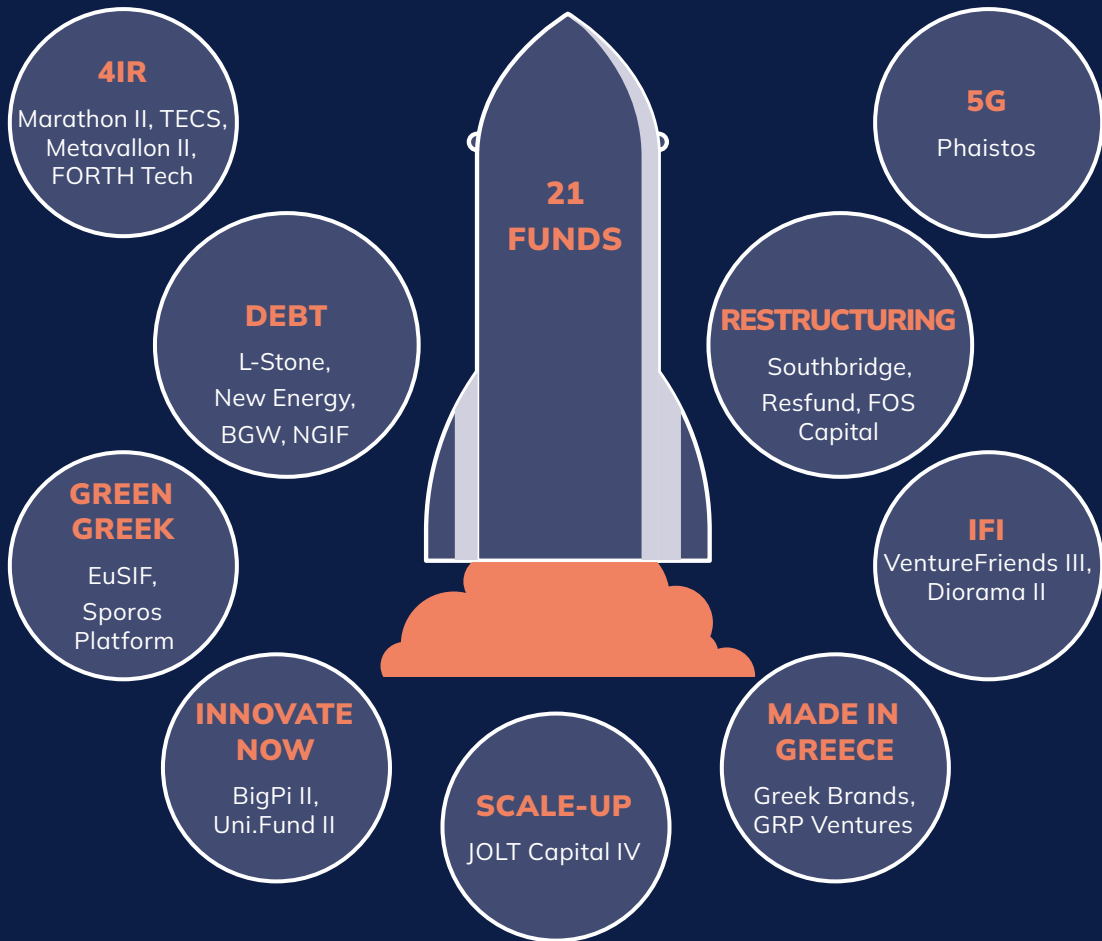 4IR
Marathon II, TECS,
Metavallon II,
FORTH Tech
5G
Phaistos
21
FUNDS
DEBT
L-Stone,
New Energy,
BGW, NGIF
RESTRUCTURING
Southbridge,
Resfund, FOS
Capital
GREEN
GREEK
EuSIF,
Sporos
Platform
IFI
VentureFriends III,
Diorama II
INNOVATE
NOW
BigPi II,
Uni.Fund II
SCALE-UP
JOLT Capital IV
MADE IN
GREECE
Greek Brands,
GRP Ventures